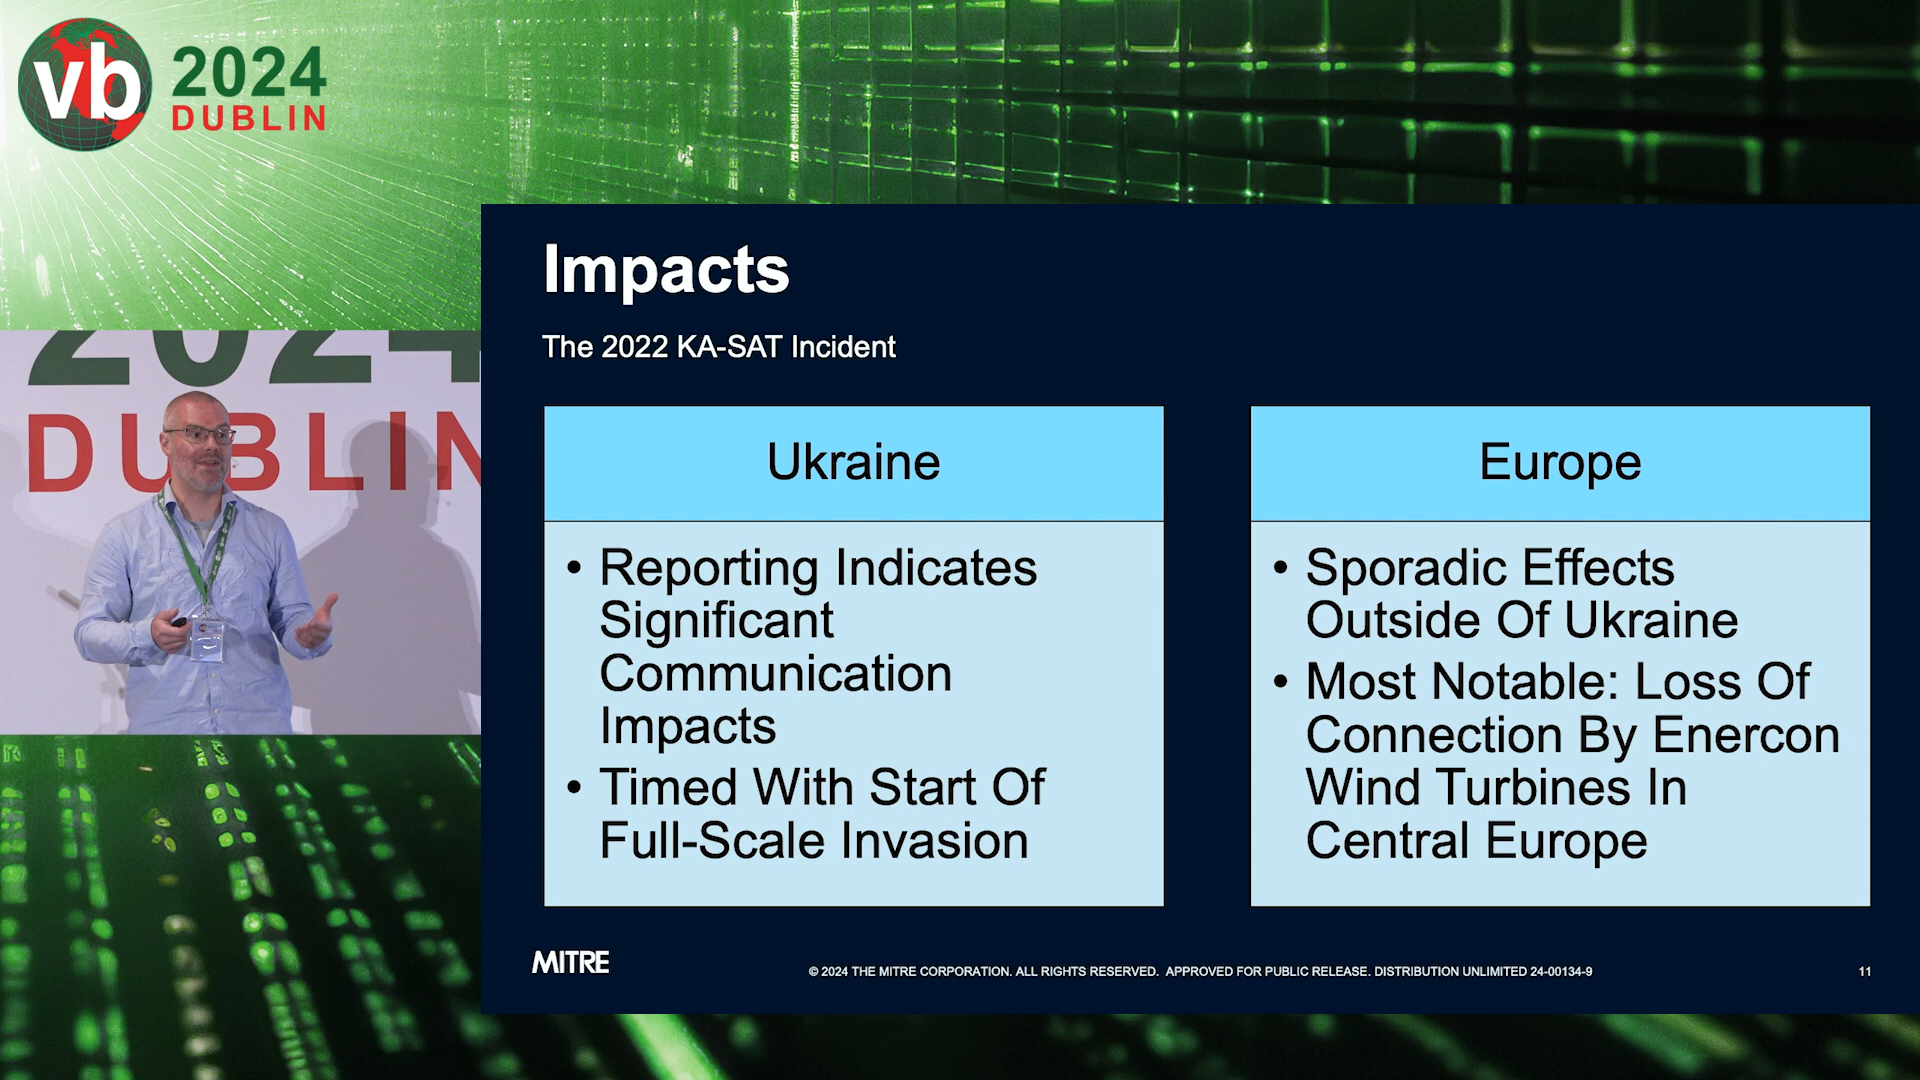 vb 2024
DUBLIN
2024
DUBLIN
Impacts
The 2022 KA-SAT Incident
Ukraine
• Reporting Indicates
Significant
Communication
Impacts
• Timed With Start Of
Full-Scale Invasion
Europe
• Sporadic Effects
Outside Of Ukraine
• Most Notable: Loss Of
Connection By Enercon
Wind Turbines In
Central Europe
MITRE
© 2024 THE MITRE CORPORATION. ALL RIGHTS RESERVED. APPROVED FOR PUBLIC RELEASE. DISTRIBUTION UNLIMITED 24-00134-9
11